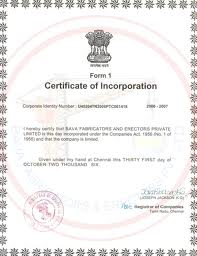 Form 1
Certificate of Incorporation
Corporate Identity Number : 2006 - 2007
I hereby certify that BAVA FABRICATORS AND ERECTORS PRIVATE
LIMITED is this day incorporated under the Companies Act, 1956 (No. 1 of
1956) and that the company is limited.
Given under my hand at Chennai this THIRTY FIRST day of
OCTOBER TWO THOUSAND SIX.
(JOSEPH JACKSON )
Registrar of Companies
Tamil Nadu, Chennai